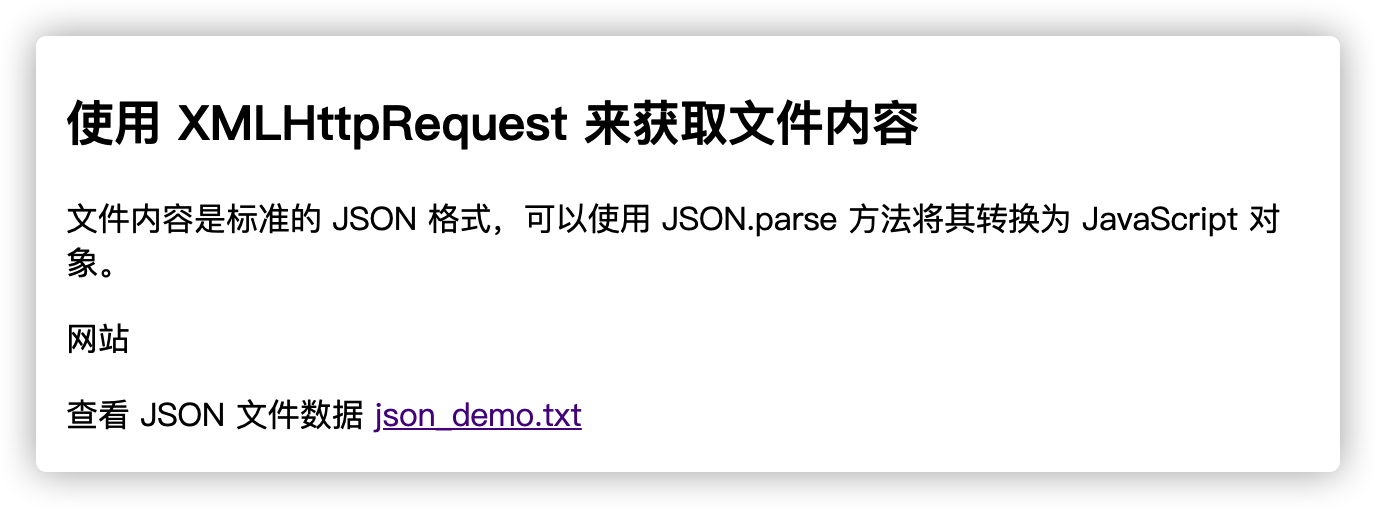 使用 XMLHttpRequest 来获取文件内容
文件内容是标准的 JSON 格式，可以使用 JSON.parse 方法将其转换为 JavaScript 对
象。
网站
查看 JSON 文件数据 json_demo.txt